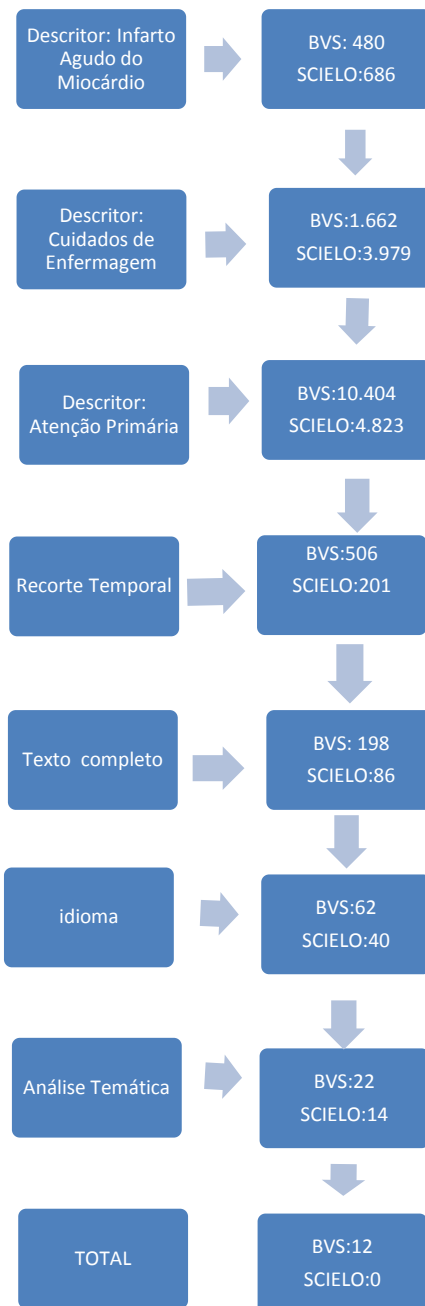 Descritor: Infarto
Agudo do
Miocárdio
BVS: 480
SCIELO:686
Descritor:
Cuidados de
Enfermagem
BVS:1.662
SCIELO:3.979
Descritor:
Atenção Primária
BVS:10.404
SCIELO:4.823
Recorte Temporal
BVS:506
SCIELO:201
Texto completo
BVS: 198
SCIELO:86
idioma
BVS:62
SCIELO:40
Análise Temática
BVS:22
SCIELO:14
TOTAL
BVS:12
SCIELO:0